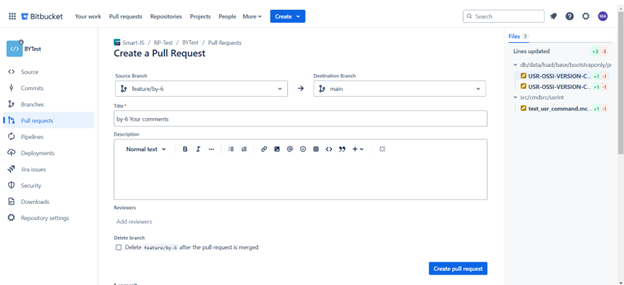 Bitbucket Your work Pull requests Repositories Projects People More Create Search MA
BYTest
Source
Commits
Branches
Pull requests
Pipelines
Deployments
Jira issues
Security
Downloads
Repository settings
Smart-IS / RP-Test / BYTest / Pull Requests
Create a Pull Request
Source Branch
feature/by-6
Destination Branch
main
Title*
by-6 Your comments
Description
Normal text B I
Reviewers
Add reviewers
Delete branch
Delete feature/by-6 after the pull request is merged
Create pull request
Files 3
Lines updated +3 -3
db/data/load/base/bootstraponly/p
USR-OSSI-VERSION-C... +1 -1
USR-OSSI-VERSION-C... +1 -1
src/cmdsrc/usrint
test_usr_command.mc... +1 -1